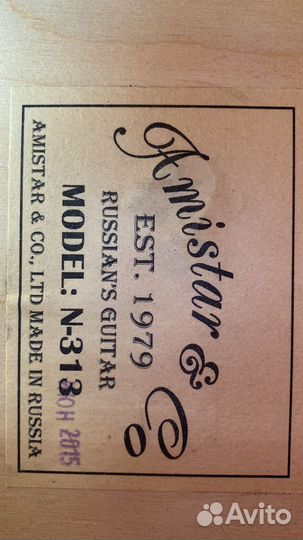 Amistar & Co
EST. 1979
RUSSIAN'S GUITAR
MODEL: N-313
2015
AMISTAR & CO., LTD MADE IN RUSSIA
Avito